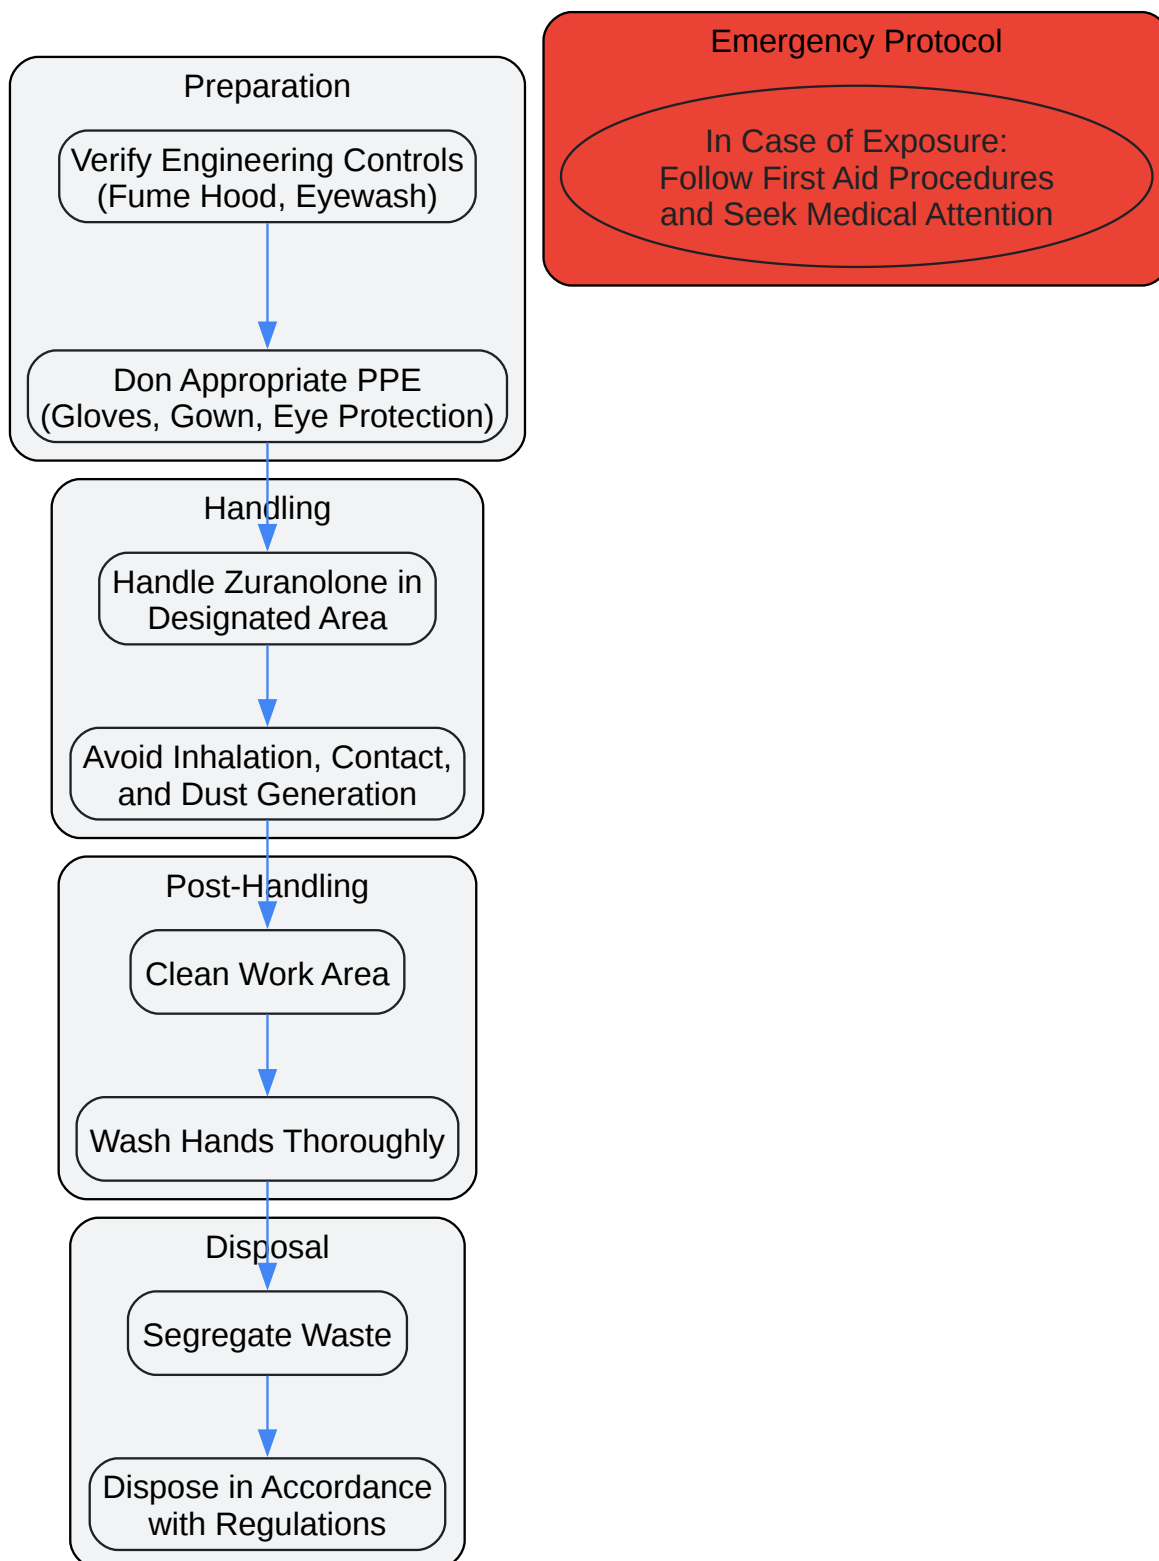 Preparation
Verify Engineering Controls
(Fume Hood, Eyewash)
Don Appropriate PPE
(Gloves, Gown, Eye Protection)
Handling
Handle Zuranolone in
Designated Area
Avoid Inhalation, Contact,
and Dust Generation
Post-Handling
Clean Work Area
Wash Hands Thoroughly
Disposal
Segregate Waste
Dispose in Accordance
with Regulations
Emergency Protocol
In Case of Exposure:
Follow First Aid Procedures
and Seek Medical Attention